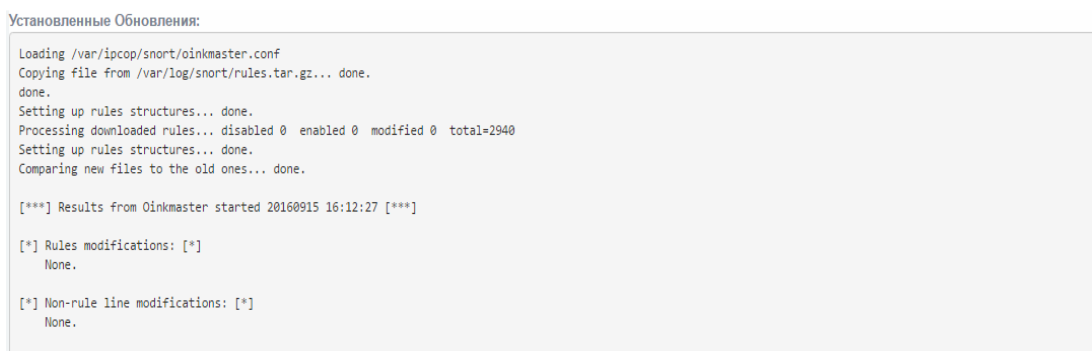 Установленные Обновления:
Loading /var/ipcop/snort/oinkmaster.conf
Copying file from /var/log/snort/rules.tar.gz... done.
done.
Setting up rules structures... done.
Processing downloaded rules... disabled 0  enabled 0  modified 0  total=2940
Setting up rules structures... done.
Comparing new files to the old ones... done.
[***] Results from Oinkmaster started 20160915 16:12:27 [***]
[*] Rules modifications: [*]
None.
[*] Non-rule line modifications: [*]
None.